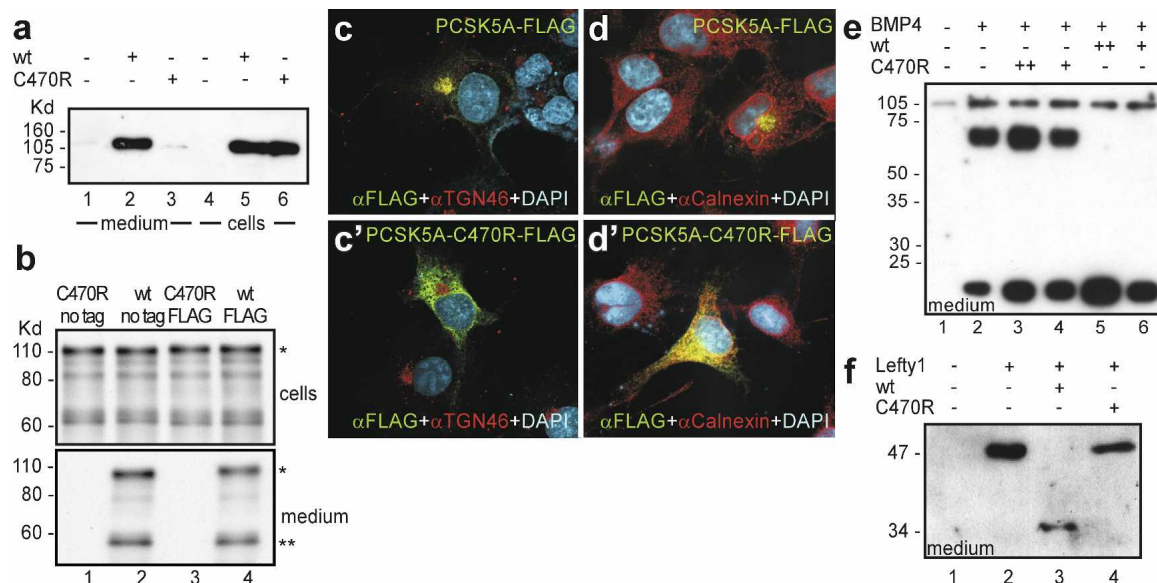 a
wt - + - - + -
C470R - - + - - +
Kd
160 -
105 -
75 -
1 2 3 4 5 6
medium cells
b
C470R wt C470R wt
no tag no tag FLAG FLAG
Kd
110 - *
80 -
cells
60 -
110 - *
80 -
medium
60 -
**
1 2 3 4
c
PCSK5A-FLAG
αFLAG+αTGN46+DAPI
d
PCSK5A-FLAG
αFLAG+αCalnexin+DAPI
c'
PCSK5A-C470R-FLAG
αFLAG+αTGN46+DAPI
d'
PCSK5A-C470R-FLAG
αFLAG+αCalnexin+DAPI
e
BMP4 - + + + + +
wt - - - - ++ +
C470R - - ++ + - -
105 -
75 -
50 -
35 -
30 -
25 -
medium
1 2 3 4 5 6
f
Lefty1 - + + +
wt - - + -
C470R - - - +
47 -
34 -
medium
1 2 3 4